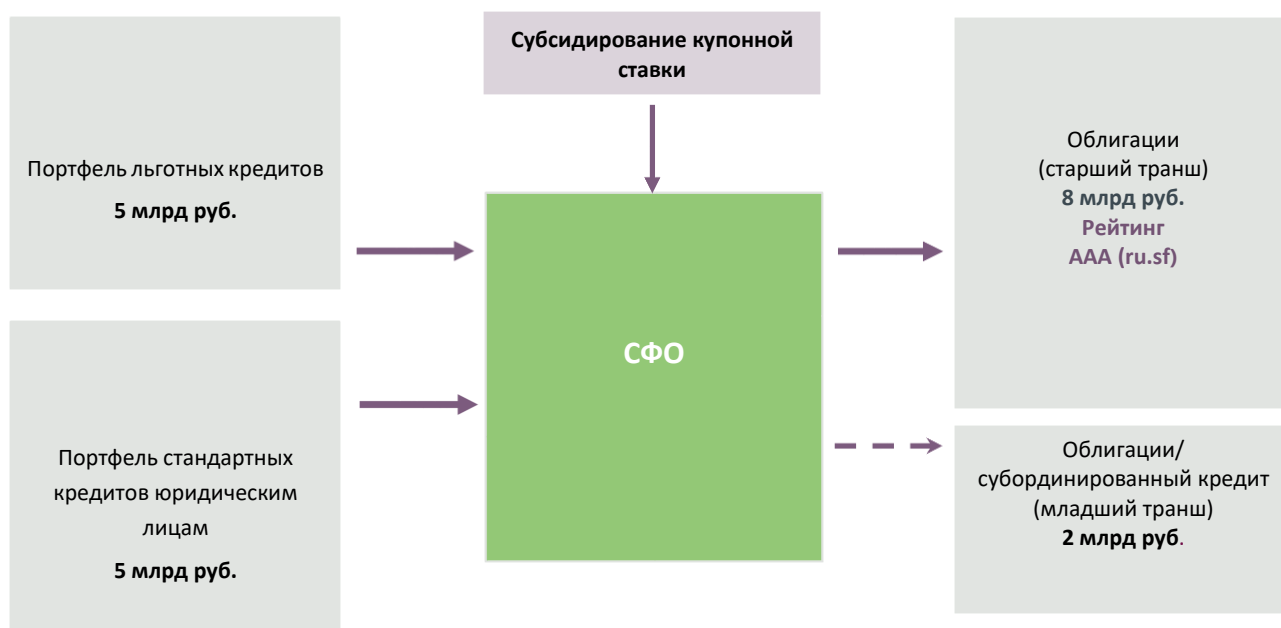 Субсидирование купонной
ставки
Портфель льготных кредитов
5 млрд руб.
Портфель стандартных
кредитов юридическим
лицам
5 млрд руб.
СФО
Облигации
(старший транш)
8 млрд руб.
Рейтинг
AAA (ru.sf)
Облигации/
субординированный кредит
(младший транш)
2 млрд руб.